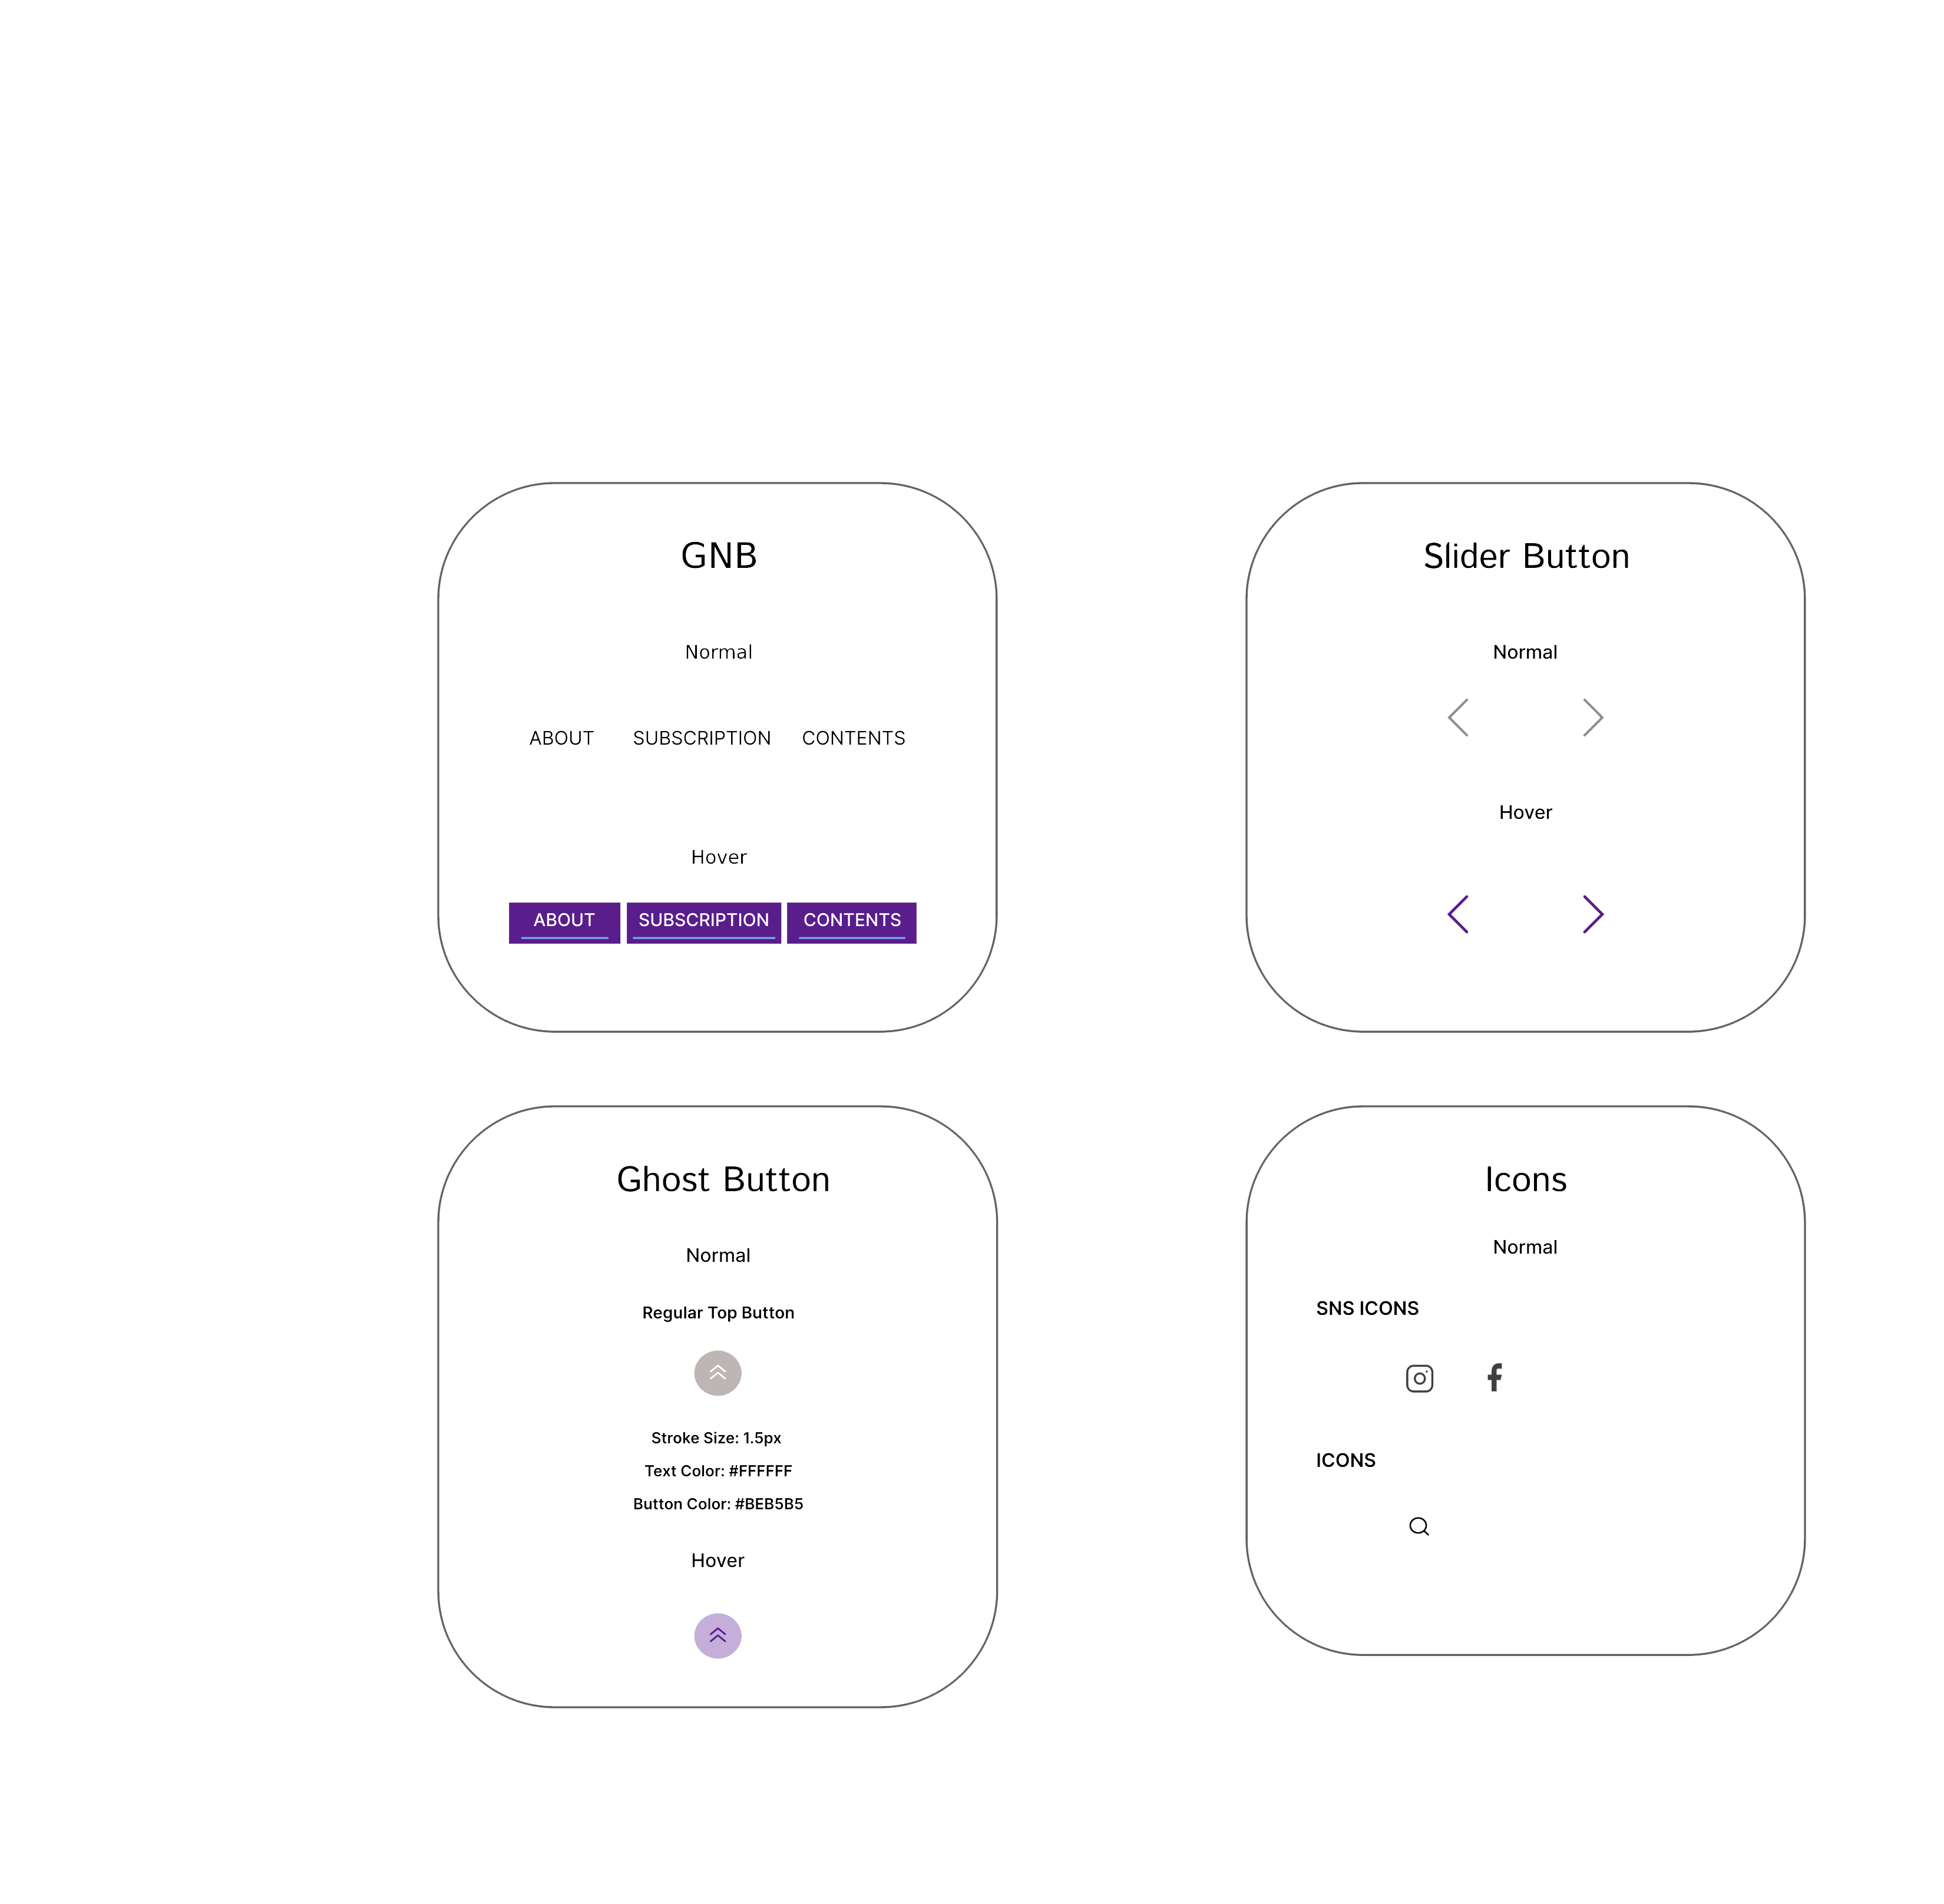 GNB
Normal
ABOUT SUBSCRIPTION CONTENTS
Hover
ABOUT SUBSCRIPTION CONTENTS
Slider Button
Normal
Hover
Ghost Button
Normal
Regular Top Button
Stroke Size: 1.5px
Text Color: #FFFFFF
Button Color: #BEB5B5
Hover
Icons
Normal
SNS ICONS
ICONS